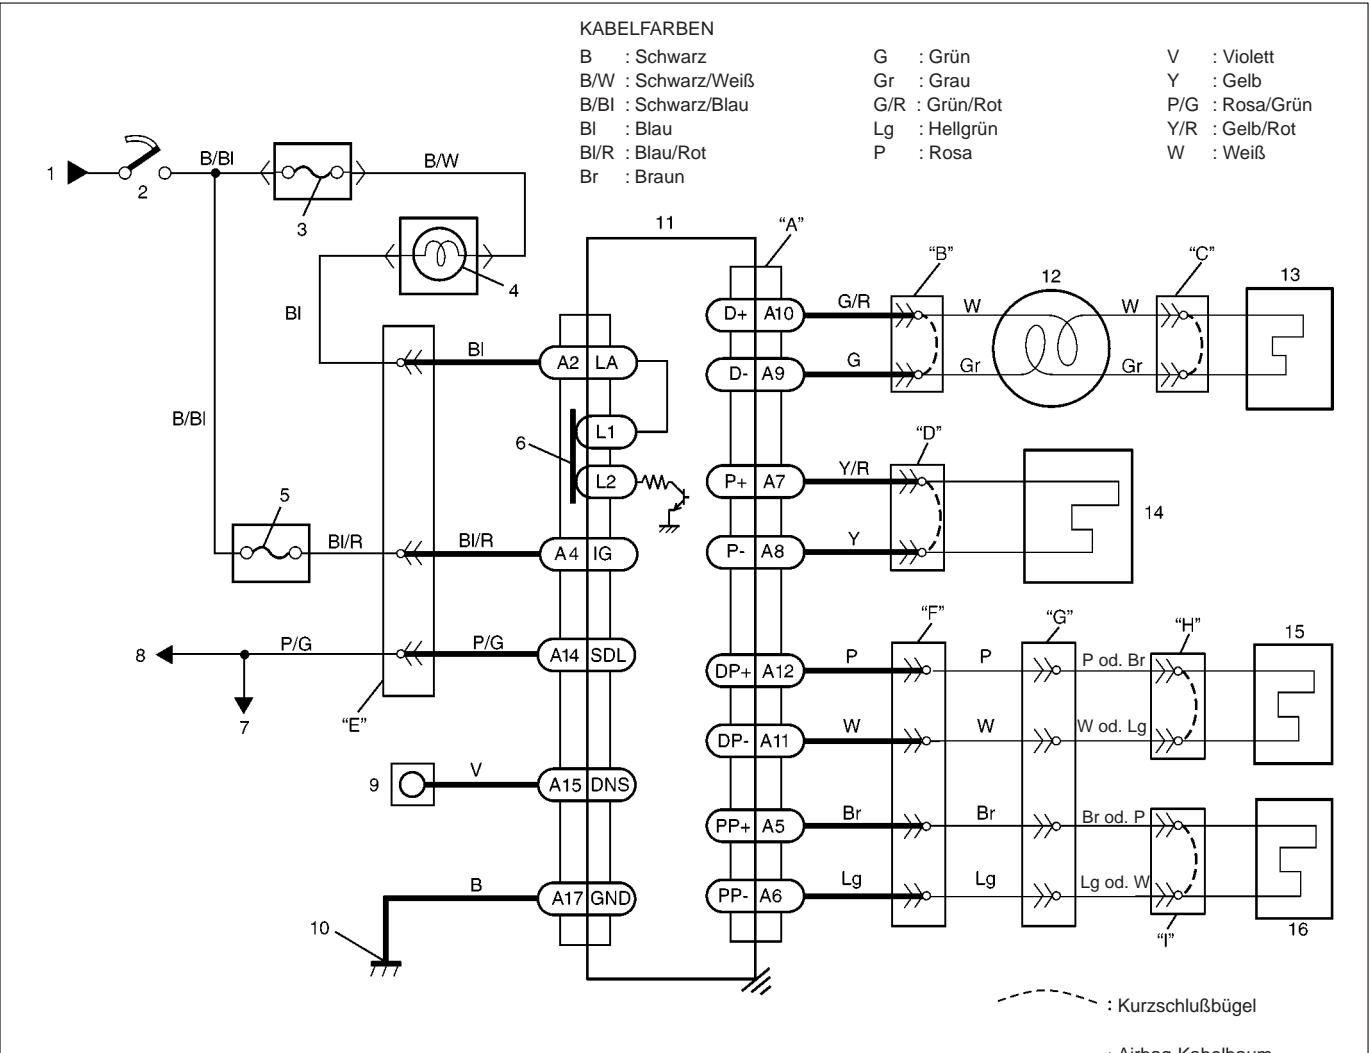 KABELFARBEN
B : Schwarz
B/W : Schwarz/Weiß
B/Bl : Schwarz/Blau
Bl : Blau
Bl/R : Blau/Rot
Br : Braun
G : Grün
Gr : Grau
G/R : Grün/Rot
Lg : Hellgrün
P : Rosa
V : Violett
Y : Gelb
P/G : Rosa/Grün
Y/R : Gelb/Rot
W : Weiß
1
2
B/Bl
3
B/W
4
Bl
B/Bl
5
Bl/R
Bl/R
8
P/G
P/G
7
"E"
9
V
10
B
Bl
6
11
A2 LA
L1
L2
A4 IG
A14 SDL
A15 DNS
A17 GND
"A"
D+ A10
D- A9
P+ A7
P- A8
DP+ A12
DP- A11
PP+ A5
PP- A6
G/R
"B"
W
12
W
"C"
13
G
Gr
Gr
Y/R
"D"
14
Y
"F"
"G"
"H"
15
P
P
P od. Br
W
W
W od. Lg
Br
Br
Br od. P
Lg
Lg
Lg od. W
"I"
16
: Kurzschlußbügel
: Airbag-Kabelbaum